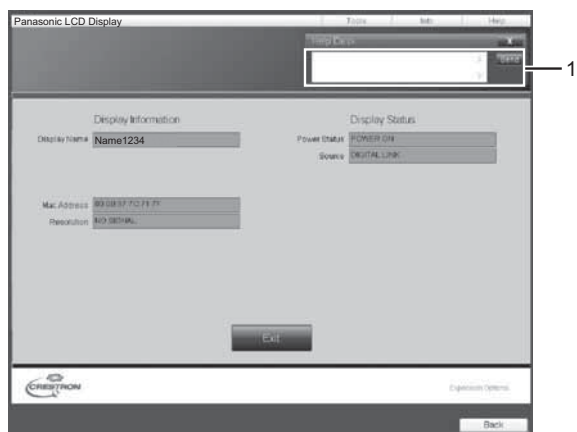 Panasonic LCD Display
Tools
Info
Help
Help Desk
X
Send
1
Display Information
Display Status
Display Name
Name1234
Power Status
POWER ON
Source
DIGITAL LINK
Mac Address
Resolution
NO SIGNAL
Exit
CRESTRON
Expansion Options
Back